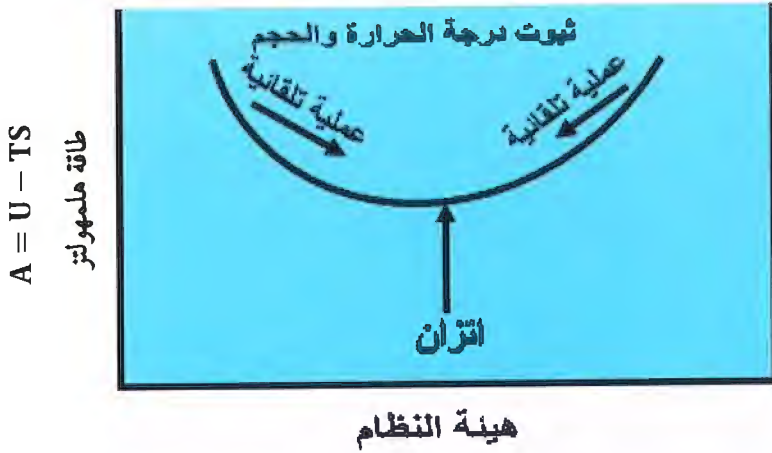 ثبوت درجة الحرارة والحجم
عملية تلقائية
عملية تلقائية
A = U − TS
طاقة هلمهولتز
اتزان
هيئة النظام